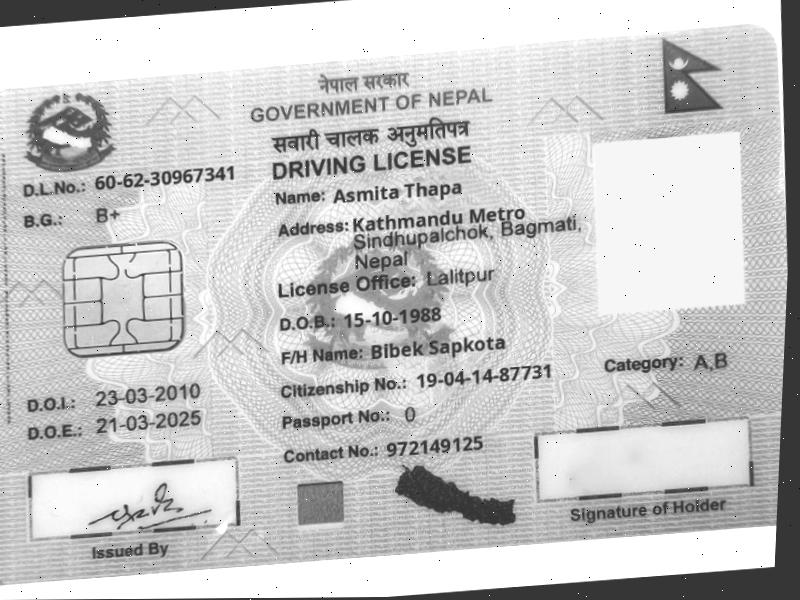 नेपाल सरकार
GOVERNMENT OF NEPAL
सवारी चालक अनुमतिपत्र
DRIVING LICENSE
D.L.No.: 60-62-30967341
B.G.: B+
Name: Asmita Thapa
Address: Kathmandu Metro
Sindhupalchok, Bagmati,
Nepal
License Office: Lalitpur
D.O.B.: 15-10-1988
F/H Name: Bibek Sapkota
Citizenship No.: 19-04-14-87731
Category: A,B
D.O.I.: 23-03-2010
Passport No.: 0
D.O.E.: 21-03-2025
Contact No.: 972149125
Issued By
Signature of Holder